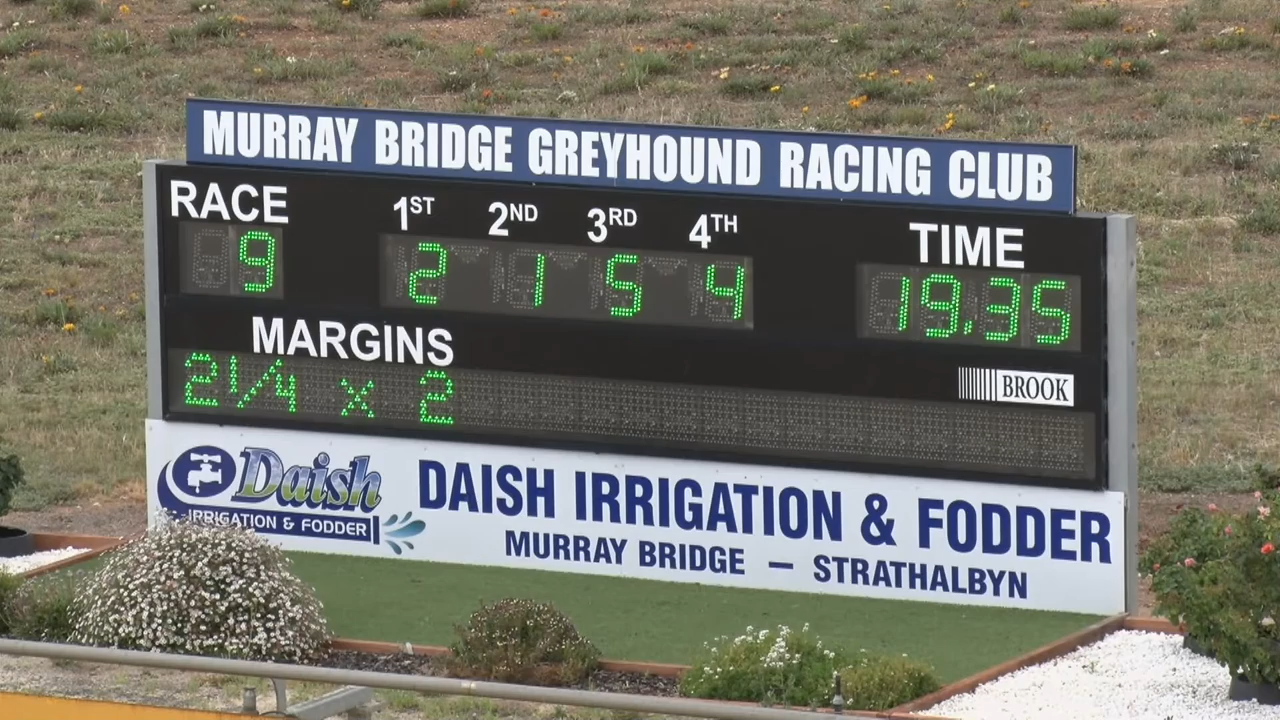 MURRAY BRIDGE GREYHOUND RACING CLUB
RACE 1ST 2ND 3RD 4TH TIME
9 2 1 5 4 19.35
MARGINS
2 1/4 x 2
BROOK
Daish
IRRIGATION & FODDER
DAISH IRRIGATION & FODDER
MURRAY BRIDGE – STRATHALBYN